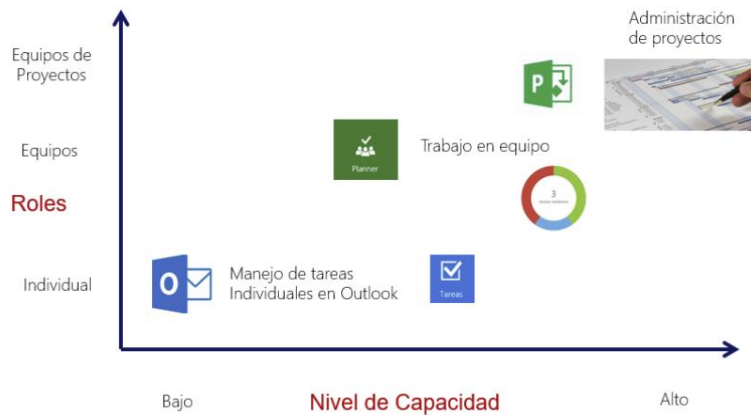 Administración
de proyectos
Equipos de
Proyectos
P
Equipos
Planner
Trabajo en equipo
3
Roles
Individual
O
Manejo de tareas
Individuales en Outlook
Tareas
Bajo
Nivel de Capacidad
Alto